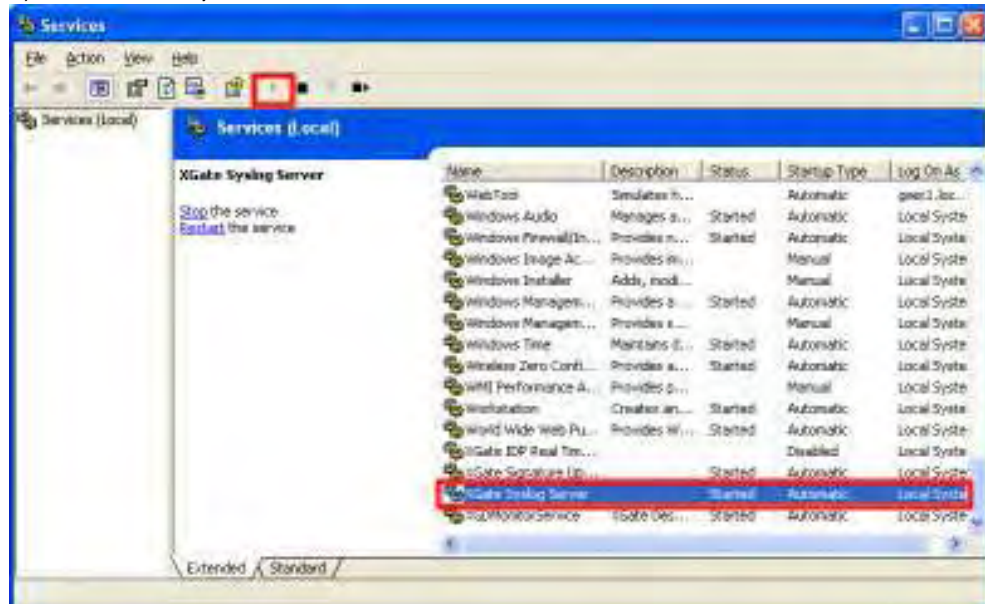 Services
File Action View Help
Services (Local)
Services (Local)
XGate Syslog Server
Stop the service
Restart the service
Name Description Status Startup Type Log On As
WebTool Simulates h... Automatic
Windows Audio Manages a... Started Automatic Local Syste
Windows Firewall/In... Provides n... Started Automatic Local Syste
Windows Image Ac... Provides im... Manual Local Syste
Windows Installer Adds, modi... Manual Local Syste
Windows Managem... Provides a... Started Automatic Local Syste
Windows Managem... Provides s... Manual Local Syste
Windows Time Maintains d... Started Automatic Local Syste
Wireless Zero Confi... Provides a... Started Automatic Local Syste
WMI Performance A... Provides p... Manual Local Syste
Workstation Creates an... Started Automatic Local Syste
World Wide Web Pu... Provides W... Started Automatic Local Syste
XGate IDP Real Tim... Disabled Local Syste
XGate Signature Up... Started Automatic Local Syste
XGate Syslog Server Started Automatic Local Syste
XGDMonitorService XGate Des... Started Automatic Local Syste
Extended Standard